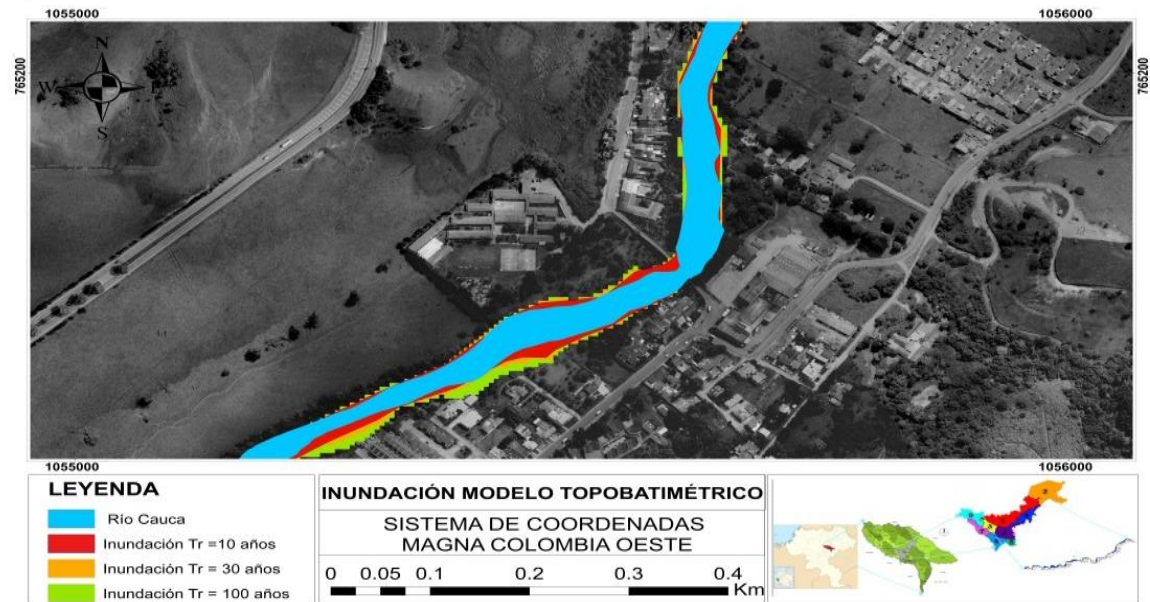 1055000 1056000
765200 765200
N
W E
S
1055000 1056000
LEYENDA
Río Cauca
Inundación Tr =10 años
Inundación Tr = 30 años
Inundación Tr = 100 años
INUNDACIÓN MODELO TOPOBATIMÉTRICO
SISTEMA DE COORDENADAS
MAGNA COLOMBIA OESTE
0 0.05 0.1 0.2 0.3 0.4
Km
2